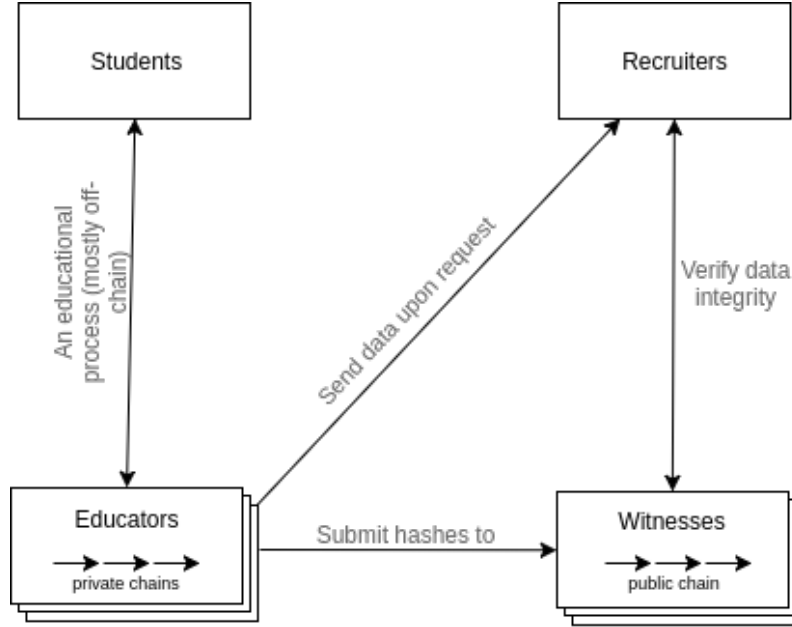 Students
Recruiters
An educational
process (mostly off-
chain)
Send data upon request
Verify data
integrity
Educators
private chains
Submit hashes to
Witnesses
public chain